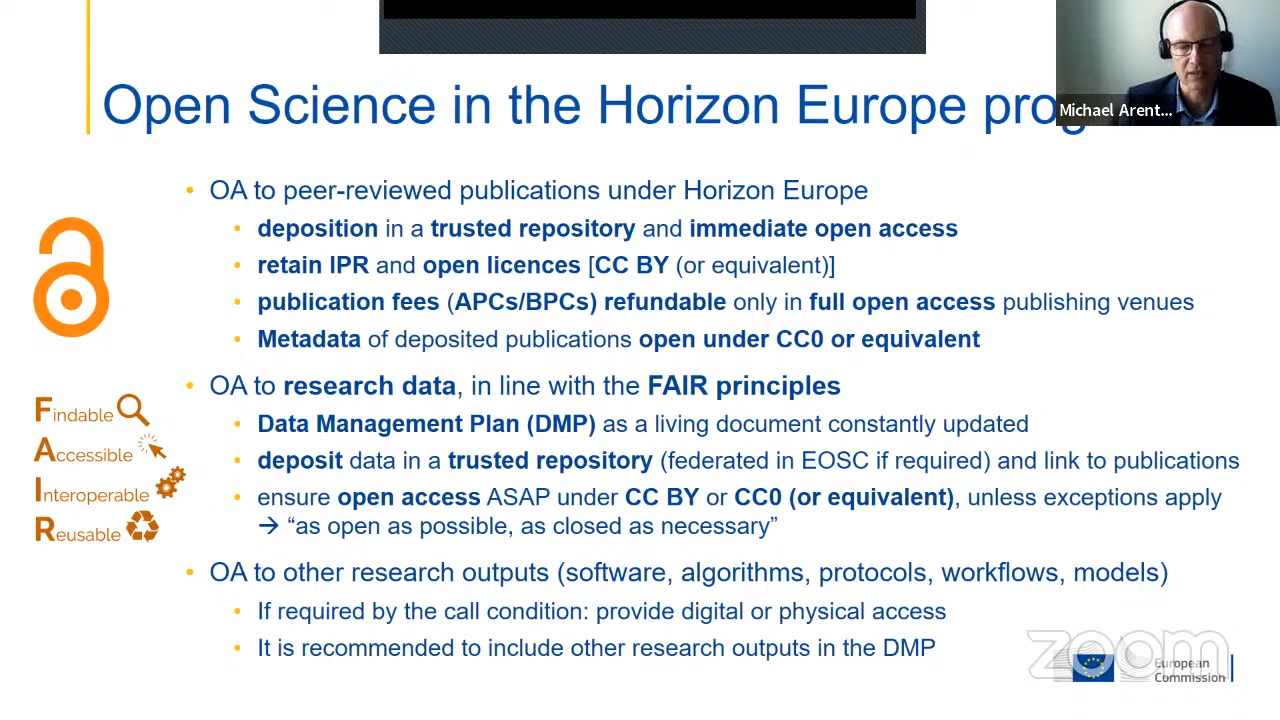 Open Science in the Horizon Europe
Michael Arent...
• OA to peer-reviewed publications under Horizon Europe
• deposition in a trusted repository and immediate open access
• retain IPR and open licences [CC BY (or equivalent)]
• publication fees (APCs/BPCs) refundable only in full open access publishing venues
• Metadata of deposited publications open under CC0 or equivalent
• OA to research data, in line with the FAIR principles
Findable
Accessible
Interoperable
Reusable
• Data Management Plan (DMP) as a living document constantly updated
• deposit data in a trusted repository (federated in EOSC if required) and link to publications
• ensure open access ASAP under CC BY or CC0 (or equivalent), unless exceptions apply
→ “as open as possible, as closed as necessary”
• OA to other research outputs (software, algorithms, protocols, workflows, models)
• If required by the call condition: provide digital or physical access
• It is recommended to include other research outputs in the DMP
zoom
European
Commission